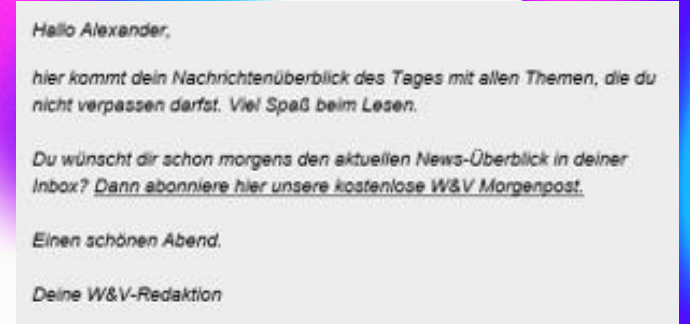 Hallo Alexander,
hier kommt dein Nachrichtenüberblick des Tages mit allen Themen, die du
nicht verpassen darfst. Viel Spaß beim Lesen.
Du wünscht dir schon morgens den aktuellen News-Überblick in deiner
Inbox? Dann abonniere hier unsere kostenlose W&V Morgenpost.
Einen schönen Abend.
Deine W&V-Redaktion